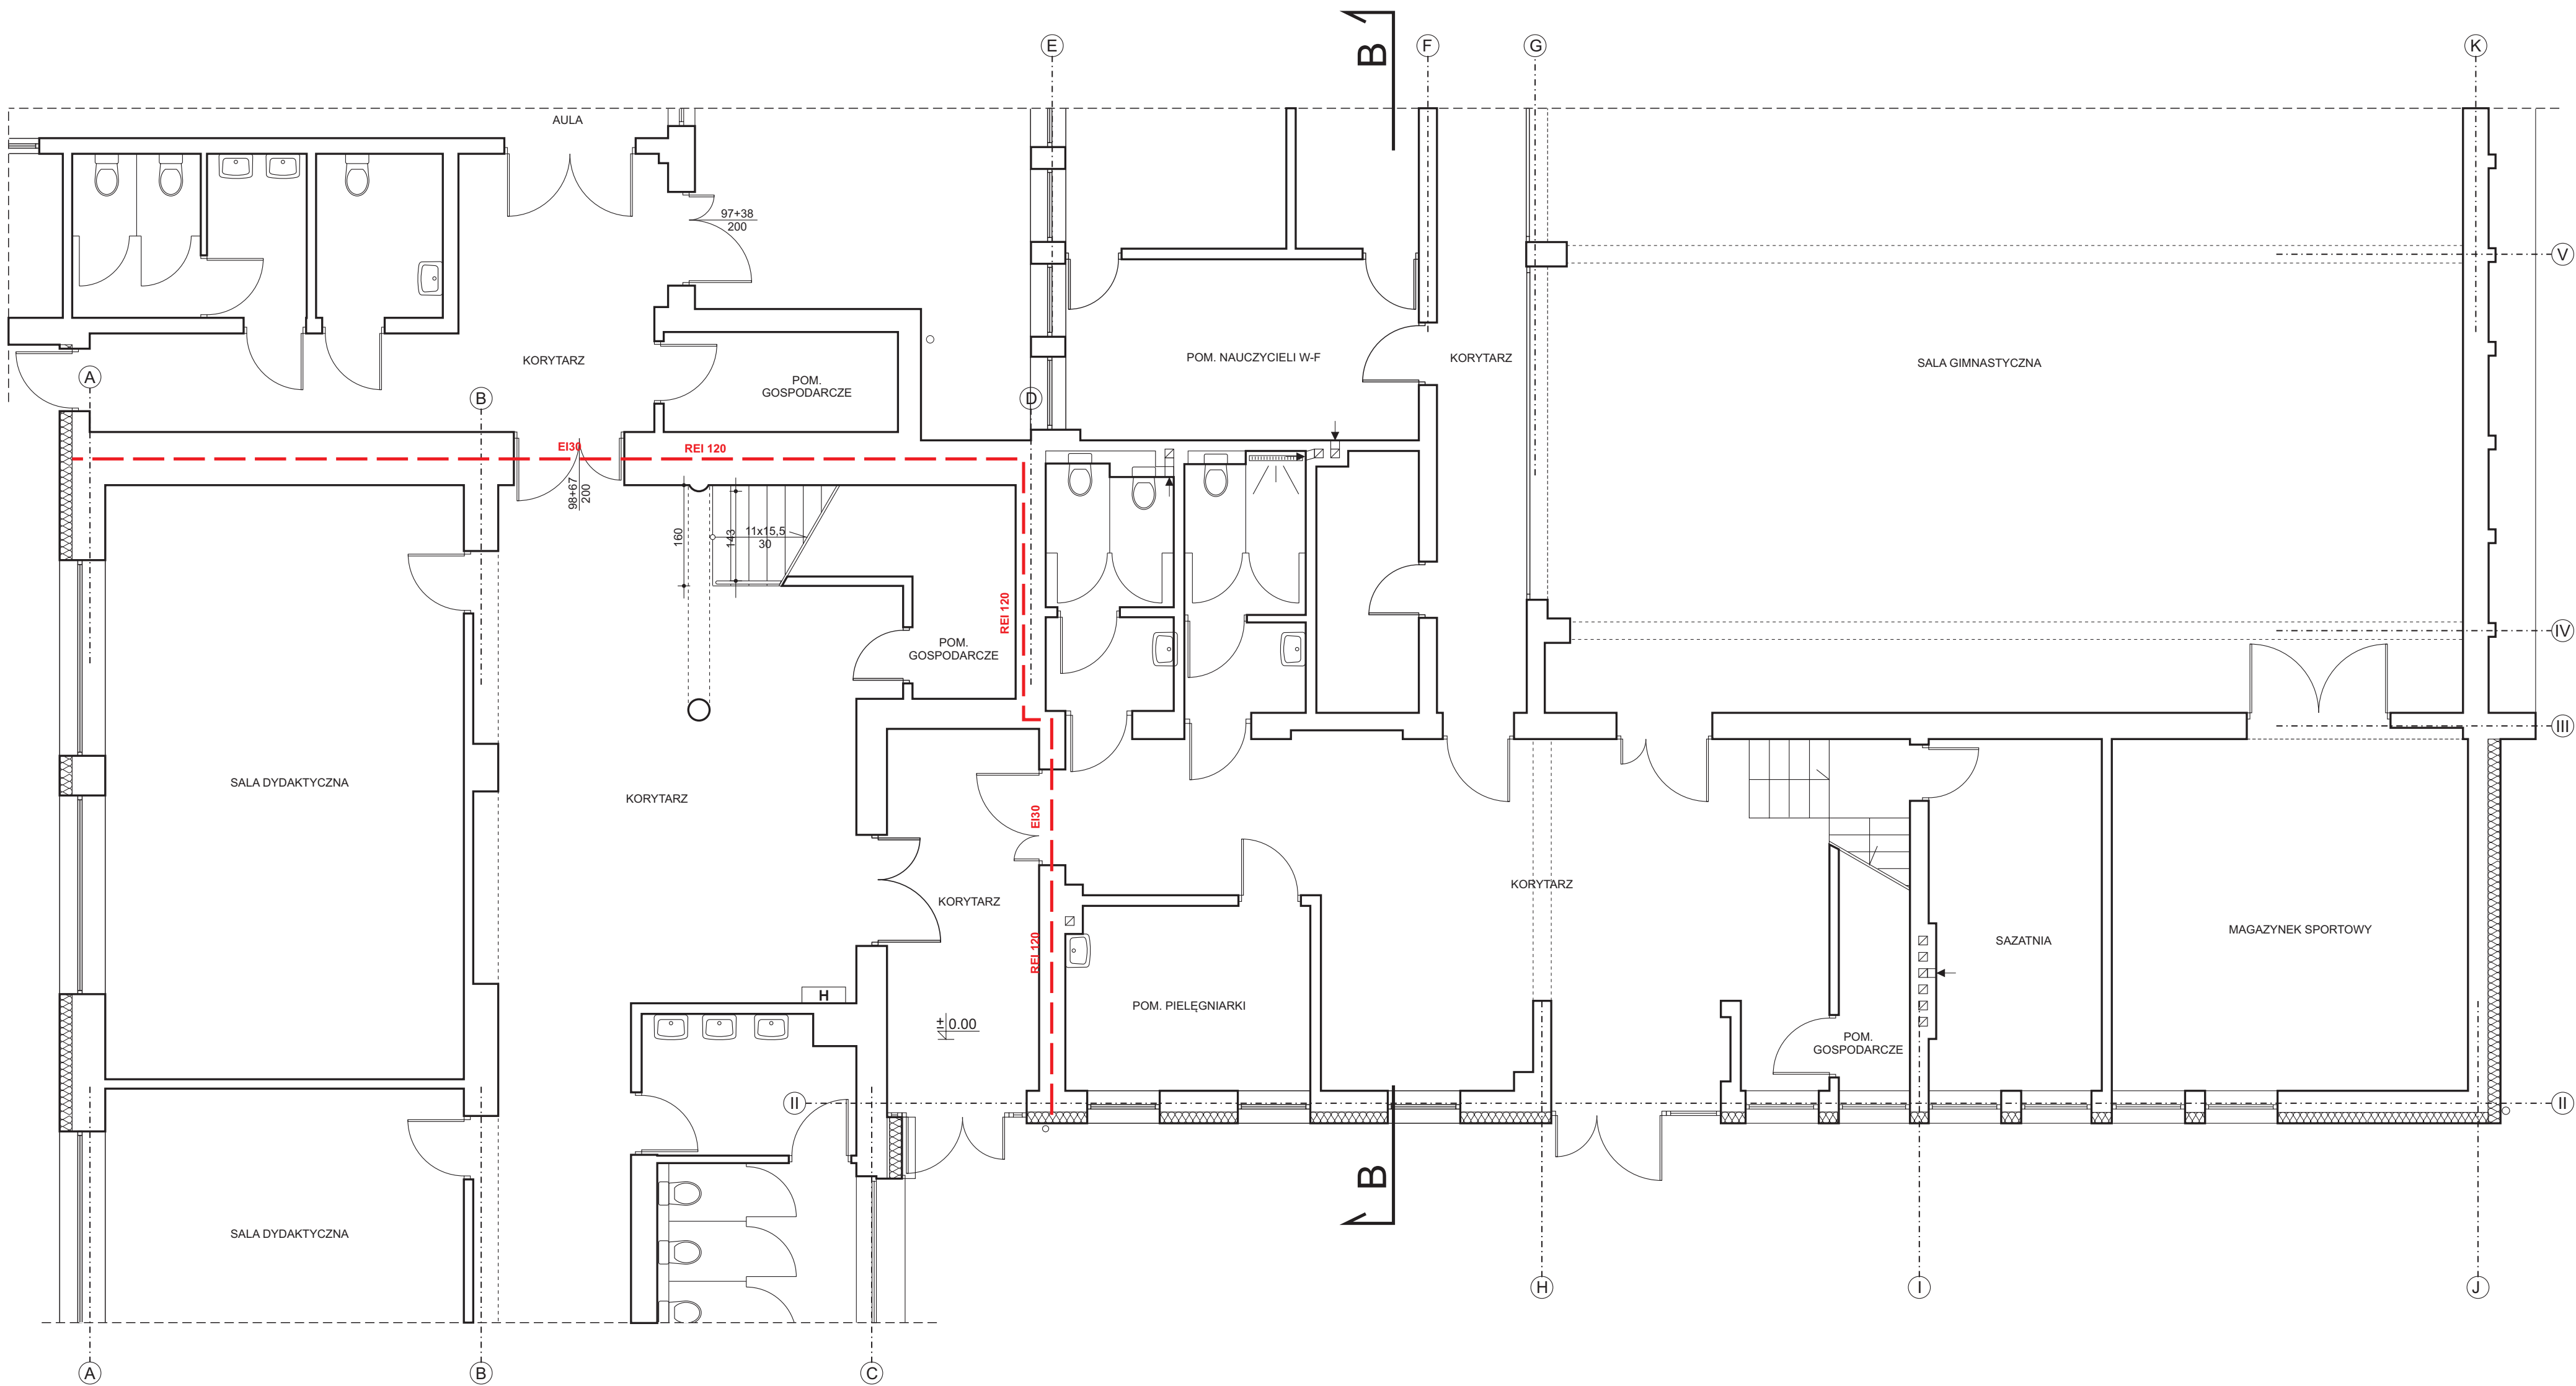 E
B
F
G
K
AULA
97+38
200
V
KORYTARZ
POM. NAUCZYCIELI W-F
KORYTARZ
SALA GIMNASTYCZNA
A
POM.
GOSPODARCZE
B
D
EI30
REI 120
98+67
200
160
143
11x15,5
30
REI 120
IV
POM.
GOSPODARCZE
III
SALA DYDAKTYCZNA
KORYTARZ
EI30
KORYTARZ
KORYTARZ
REI 120
SAZATNIA
MAGAZYNEK SPORTOWY
H
POM. PIELĘGNIARKI
± 0.00
POM.
GOSPODARCZE
II
II
B
SALA DYDAKTYCZNA
H
I
J
A
B
C